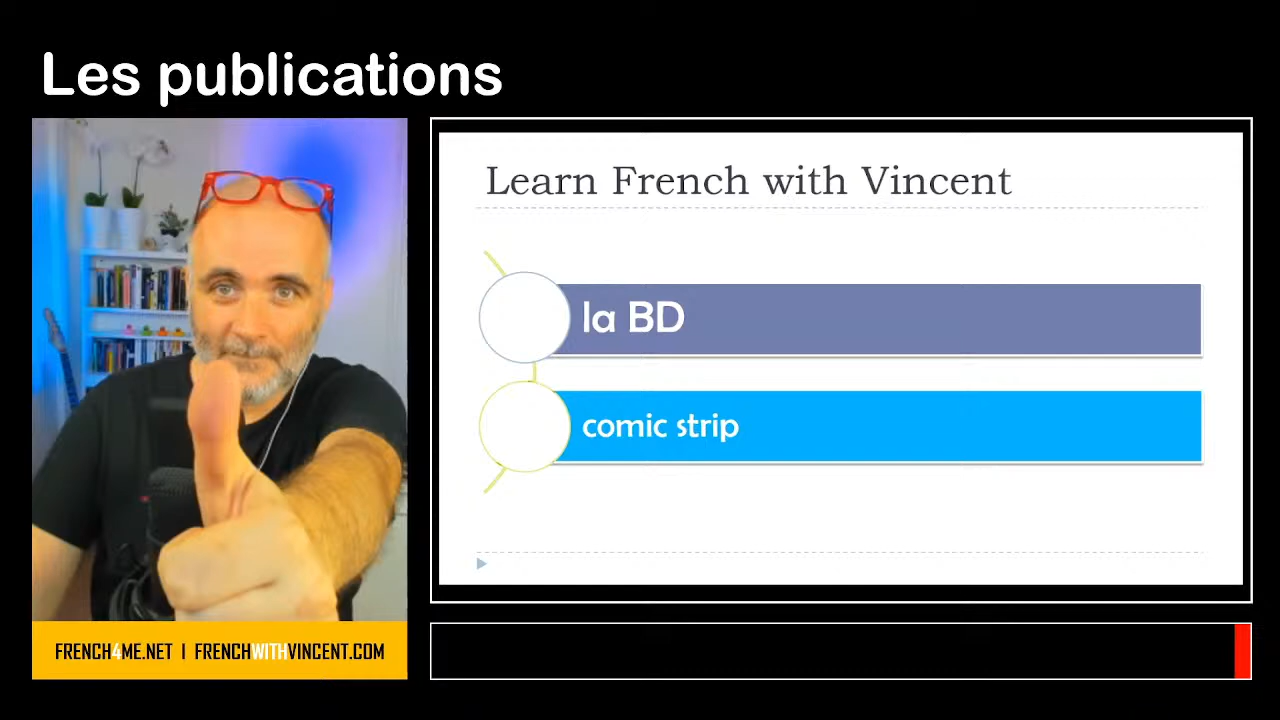 Les publications
Learn French with Vincent
la BD
comic strip
FRENCH4ME.NET | FRENCHWITHVINCENT.COM